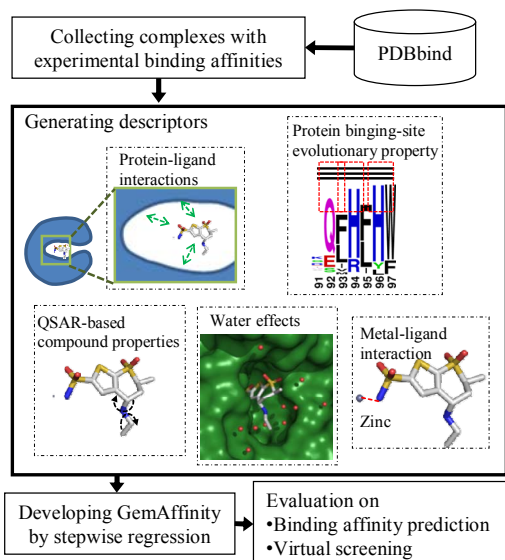 Collecting complexes with
experimental binding affinities
PDBbind
Generating descriptors
Protein-ligand
interactions
Protein binging-site
evolutionary property
91 92 93 94 95 96 97
QSAR-based
compound properties
Water effects
Metal-ligand
interaction
Zinc
Developing GemAffinity
by stepwise regression
Evaluation on
•Binding affinity prediction
•Virtual screening